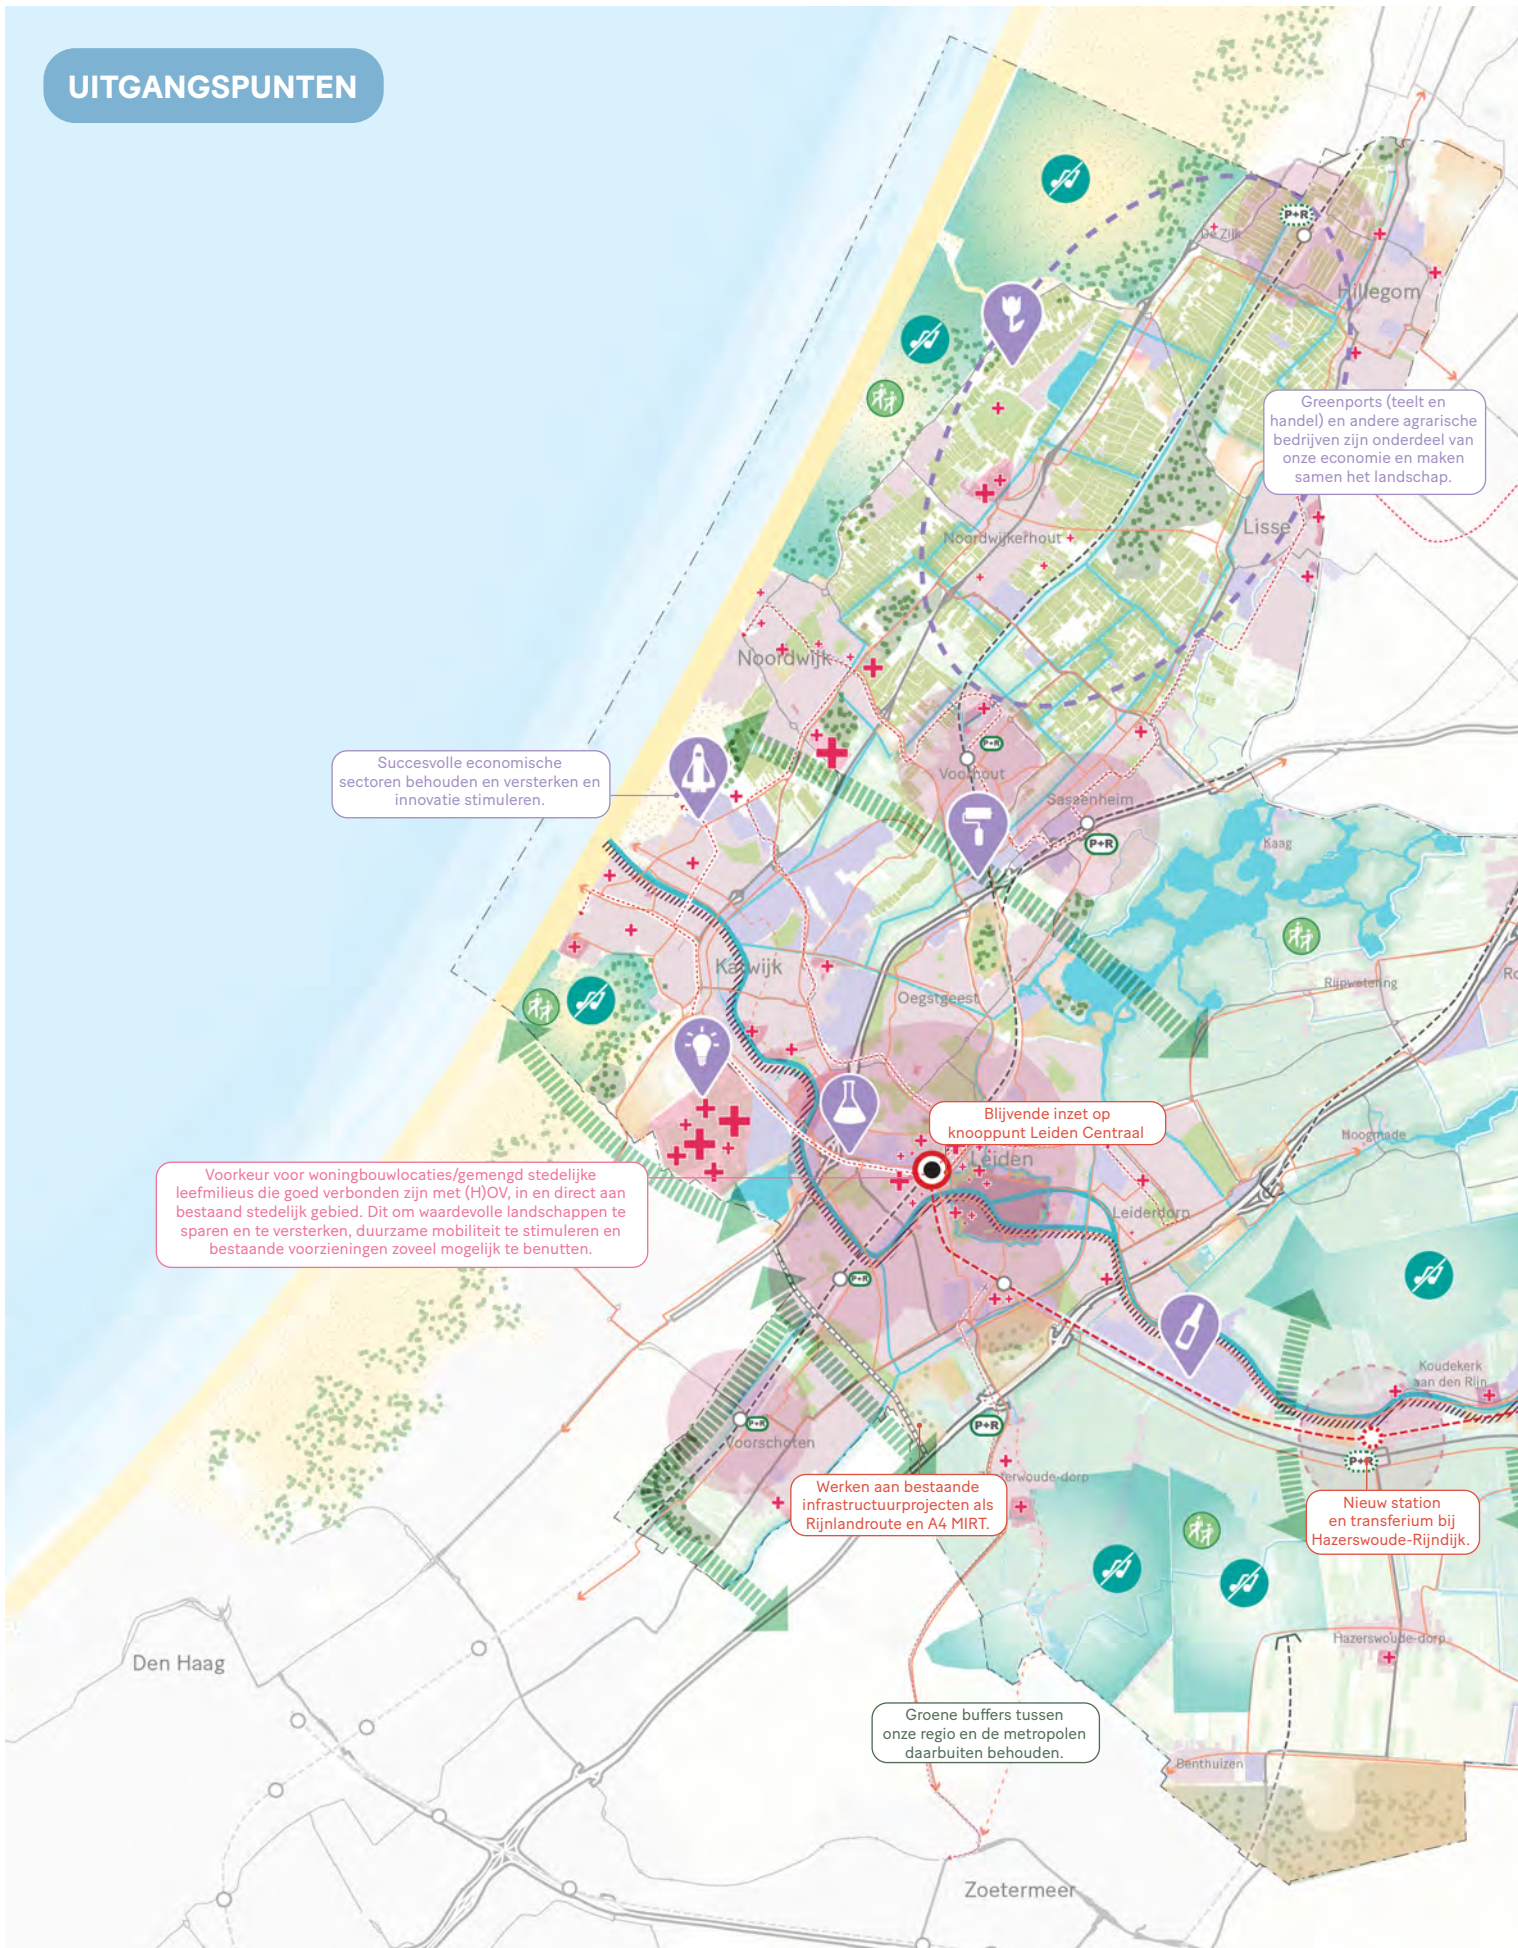 UITGANGSPUNTEN
P+R
De Zilk
Hillegom
Greenports (teelt en
handel) en andere agrarische
bedrijven zijn onderdeel van
onze economie en maken
samen het landschap.
Lisse
Noordwijkerhout
Noordwijk
Succesvolle economische
sectoren behouden en versterken en
innovatie stimuleren.
P+R
Voorhout
Sassenheim
P+R
Kaag
Katwijk
Oegstgeest
Rijpwetering
Blijvende inzet op
knooppunt Leiden Centraal
Leiden
Hoogmade
Voorkeur voor woningbouwlocaties/gemengd stedelijke
leefmilieus die goed verbonden zijn met (H)OV, in en direct aan
bestaand stedelijk gebied. Dit om waardevolle landschappen te
sparen en te versterken, duurzame mobiliteit te stimuleren en
bestaande voorzieningen zoveel mogelijk te benutten.
Leiderdorp
P+R
Koudekerk
aan den Rijn
P+R
Voorschoten
P+R
P+R
terwoude-dorp
Werken aan bestaande
infrastructuurprojecten als
Rijnlandroute en A4 MIRT.
Nieuw station
en transferium bij
Hazerswoude-Rijndijk.
Hazerswoude-dorp
Den Haag
Groene buffers tussen
onze regio en de metropolen
daarbuiten behouden.
Benthuizen
Zoetermeer